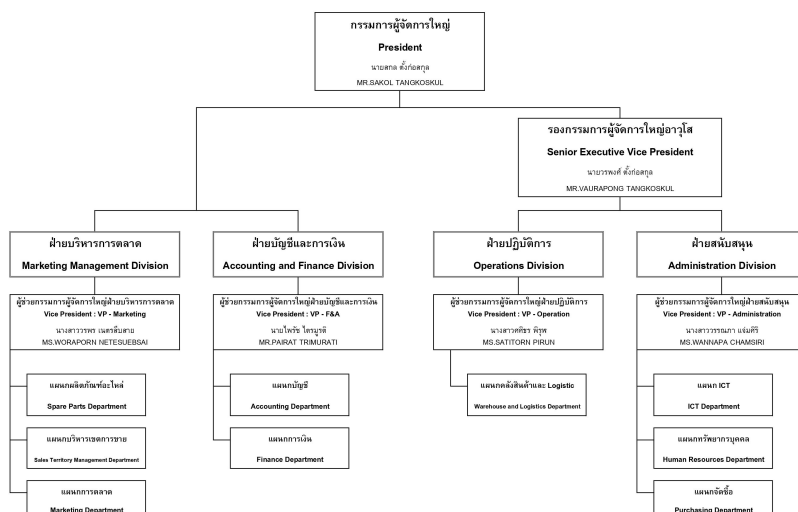 กรรมการผู้จัดการใหญ่
President
นายสกล ตั้งก่อสกุล
MR.SAKOL TANGKOSKUL
รองกรรมการผู้จัดการใหญ่อาวุโส
Senior Executive Vice President
นายวรพงศ์ ตั้งก่อสกุล
MR.VAURAPONG TANGKOSKUL
ฝ่ายบริหารการตลาด
Marketing Management Division
ฝ่ายบัญชีและการเงิน
Accounting and Finance Division
ฝ่ายปฏิบัติการ
Operations Division
ฝ่ายสนับสนุน
Administration Division
ผู้ช่วยกรรมการผู้จัดการใหญ่ฝ่ายบริหารการตลาด
Vice President : VP - Marketing
นางสาววรพร เนตรสืบสาย
MS.WORAPORN NETESUEBSAI
ผู้ช่วยกรรมการผู้จัดการใหญ่ฝ่ายบัญชีและการเงิน
Vice President : VP - F&A
นายไพรัช ไตรมูรติ
MR.PAIRAT TRIMURATI
ผู้ช่วยกรรมการผู้จัดการใหญ่ฝ่ายปฏิบัติการ
Vice President : VP - Operation
นางสาวศธิธร พิรุฬ
MS.SATITORN PIRUN
ผู้ช่วยกรรมการผู้จัดการใหญ่ฝ่ายสนับสนุน
Vice President : VP - Administration
นางสาววรรณภา แจ่มศิริ
MS.WANNAPA CHAMSIRI
แผนกผลิตภัณฑ์อะไหล่
Spare Parts Department
แผนกบัญชี
Accounting Department
แผนกคลังสินค้าและ Logistic
Warehouse and Logistics Department
แผนก ICT
ICT Department
แผนกบริหารเขตการขาย
Sales Territory Management Department
แผนกการเงิน
Finance Department
แผนกทรัพยากรบุคคล
Human Resources Department
แผนกการตลาด
Marketing Department
แผนกจัดซื้อ
Purchasing Department